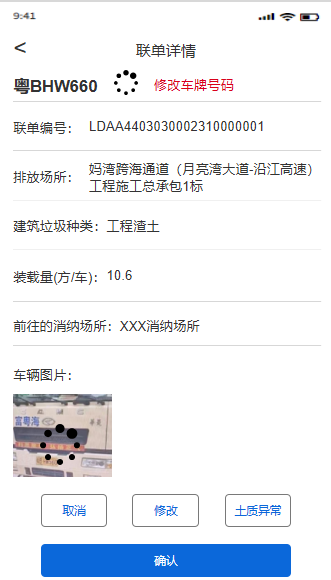 9:41
< 联单详情
粤BHW660 修改车牌号码
联单编号： LDAA4403030002310000001
排放场所： 妈湾跨海通道（月亮湾大道-沿江高速）
工程施工总承包1标
建筑垃圾种类：工程渣土
装载量(方/车)： 10.6
前往的消纳场所： XXX消纳场所
车辆图片：
富粤海
取消 修改 土质异常
确认